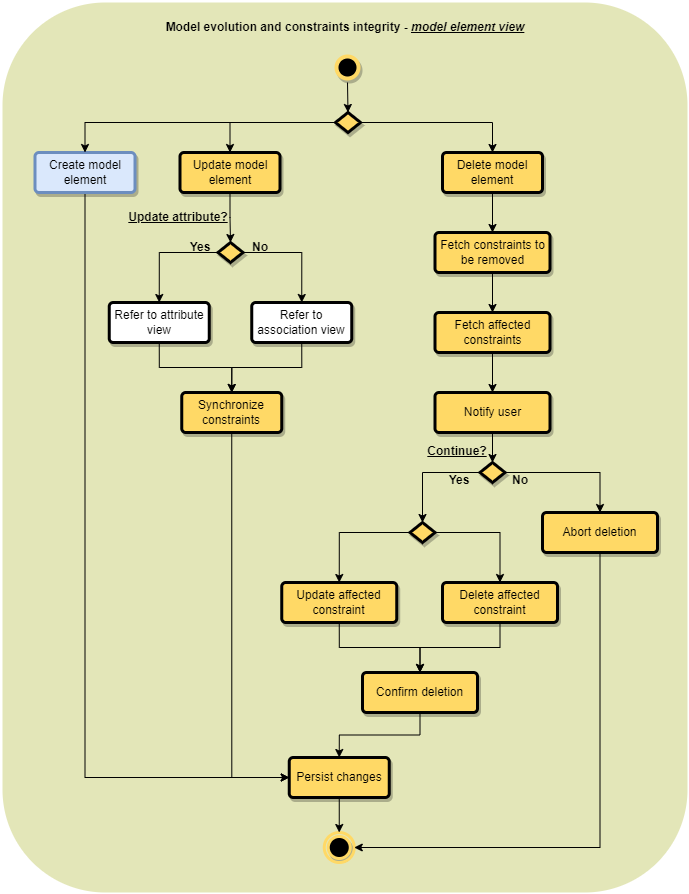 Model evolution and constraints integrity - model element view
Create model
element
Update model
element
Delete model
element
Update attribute?
Yes
No
Fetch constraints to
be removed
Refer to attribute
view
Refer to
association view
Fetch affected
constraints
Synchronize
constraints
Notify user
Continue?
Yes
No
Abort deletion
Update affected
constraint
Delete affected
constraint
Confirm deletion
Persist changes